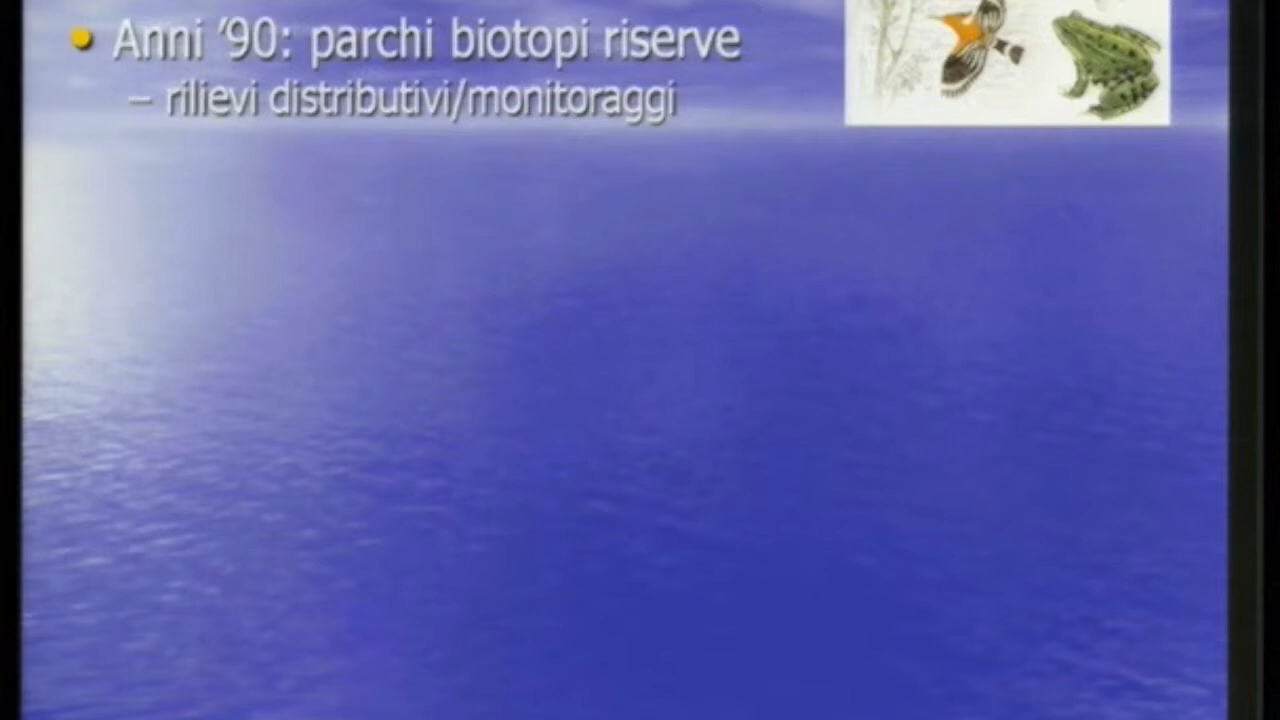 Anni '90: parchi biotopi riserve
– rilievi distributivi/monitoraggi